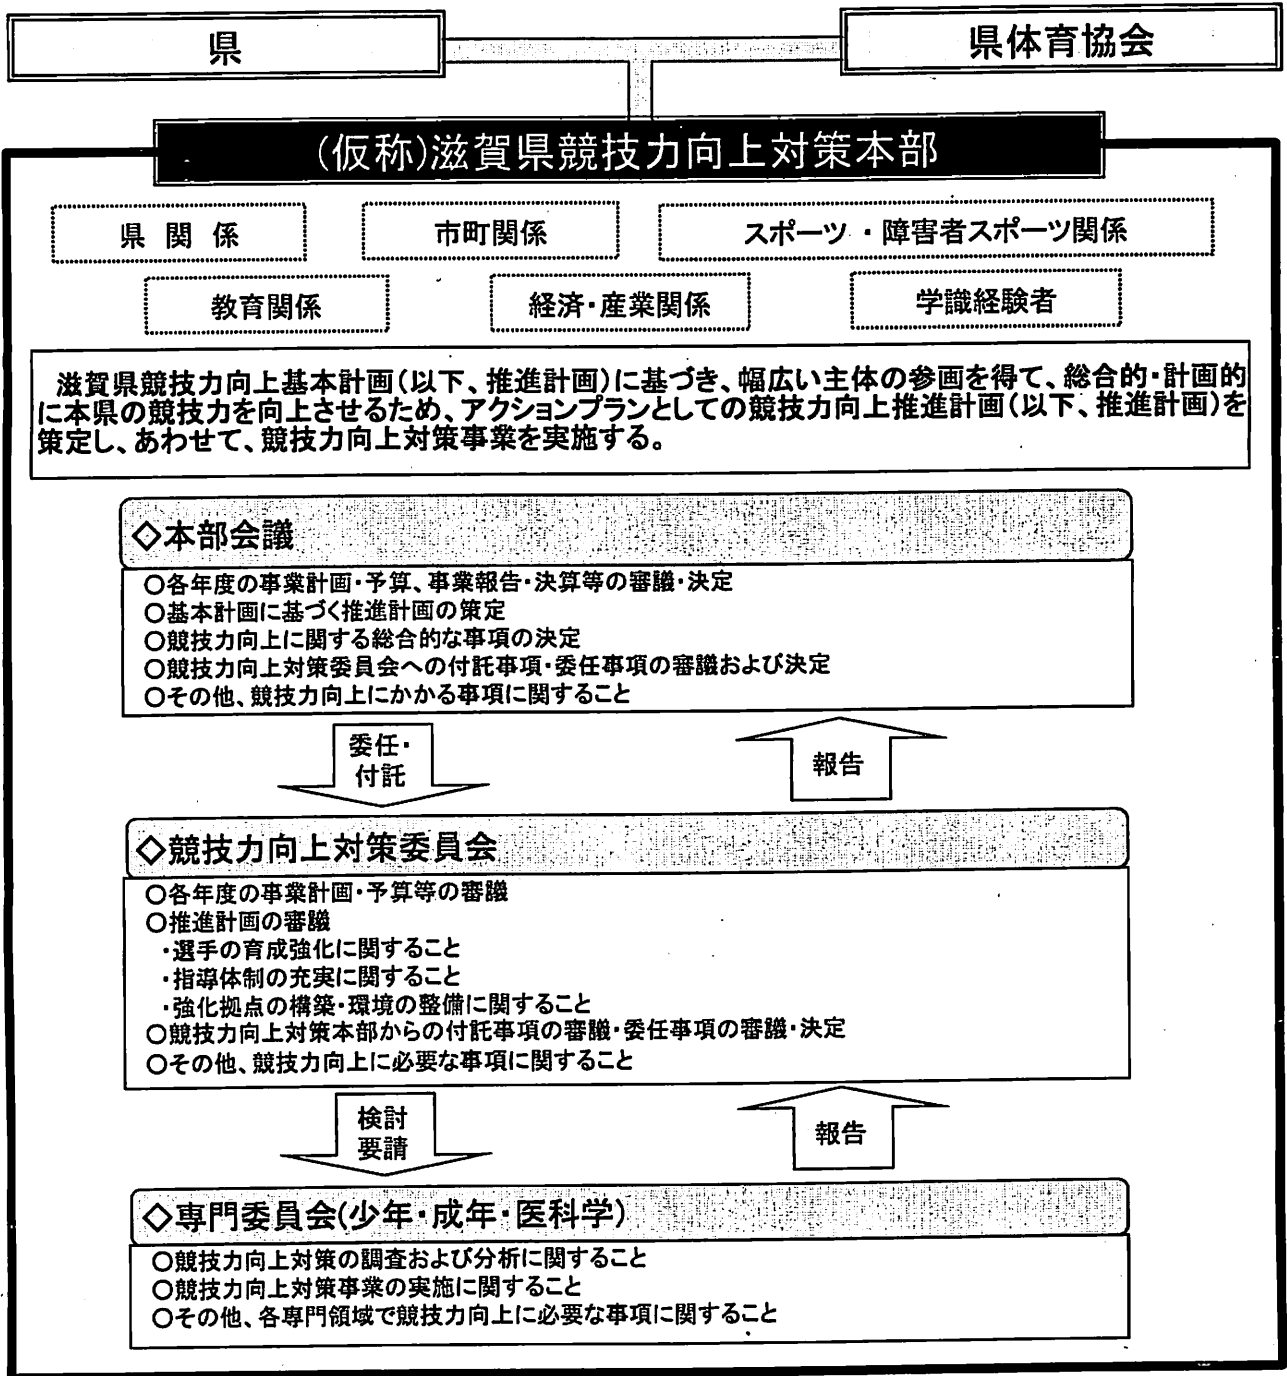 県
県体育協会
(仮称)滋賀県競技力向上対策本部
県 関 係
市町関係
スポーツ・障害者スポーツ関係
教育関係
経済・産業関係
学識経験者
滋賀県競技力向上基本計画(以下、推進計画)に基づき、幅広い主体の参画を得て、総合的・計画的
に本県の競技力を向上させるため、アクションプランとしての競技力向上推進計画(以下、推進計画)を
策定し、あわせて、競技力向上対策事業を実施する。
◇本部会議
○各年度の事業計画・予算、事業報告・決算等の審議・決定
○基本計画に基づく推進計画の策定
○競技力向上に関する総合的な事項の決定
○競技力向上対策委員会への付託事項・委任事項の審議および決定
○その他、競技力向上にかかる事項に関すること
委任・
付託
報告
◇競技力向上対策委員会
○各年度の事業計画・予算等の審議
○推進計画の審議
・選手の育成強化に関すること
・指導体制の充実に関すること
・強化拠点の構築・環境の整備に関すること
○競技力向上対策本部からの付託事項の審議・委任事項の審議・決定
○その他、競技力向上に必要な事項に関すること
検討
要請
報告
◇専門委員会(少年・成年・医科学)
○競技力向上対策の調査および分析に関すること
○競技力向上対策事業の実施に関すること
○その他、各専門領域で競技力向上に必要な事項に関すること